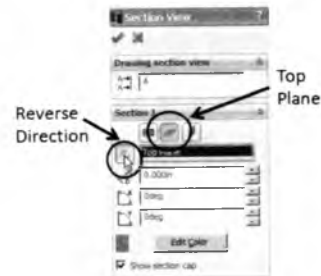 Section View ?
Drawing section view
A
Top
Plane
Section 1
Reverse
Direction
Top Plane
0.000in
0deg
0deg
Edit Color
Show section cap